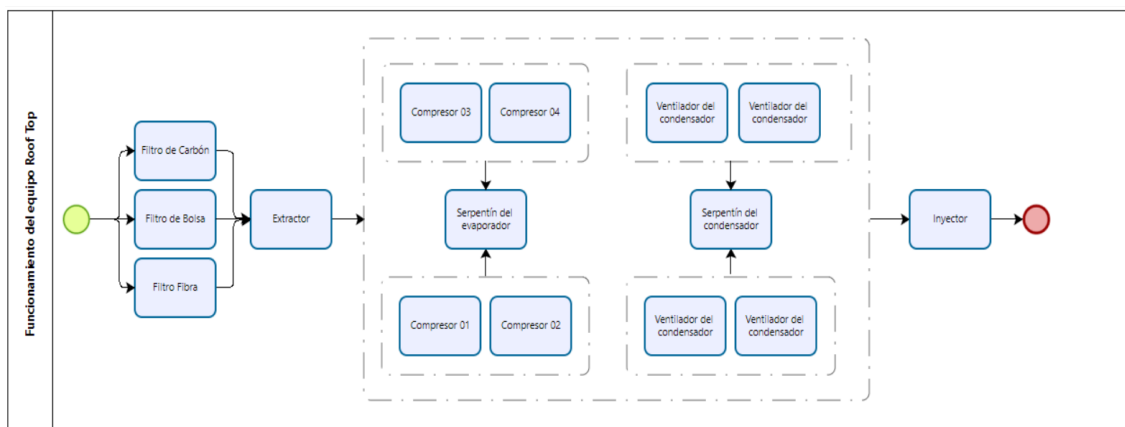 Funcionamiento del equipo Roof Top
Filtro de Carbón
Filtro de Bolsa
Filtro Fibra
Extractor
Compresor 03
Compresor 04
Serpentín del
evaporador
Compresor 01
Compresor 02
Ventilador del
condensador
Ventilador del
condensador
Serpentín del
condensador
Ventilador del
condensador
Ventilador del
condensador
Inyector